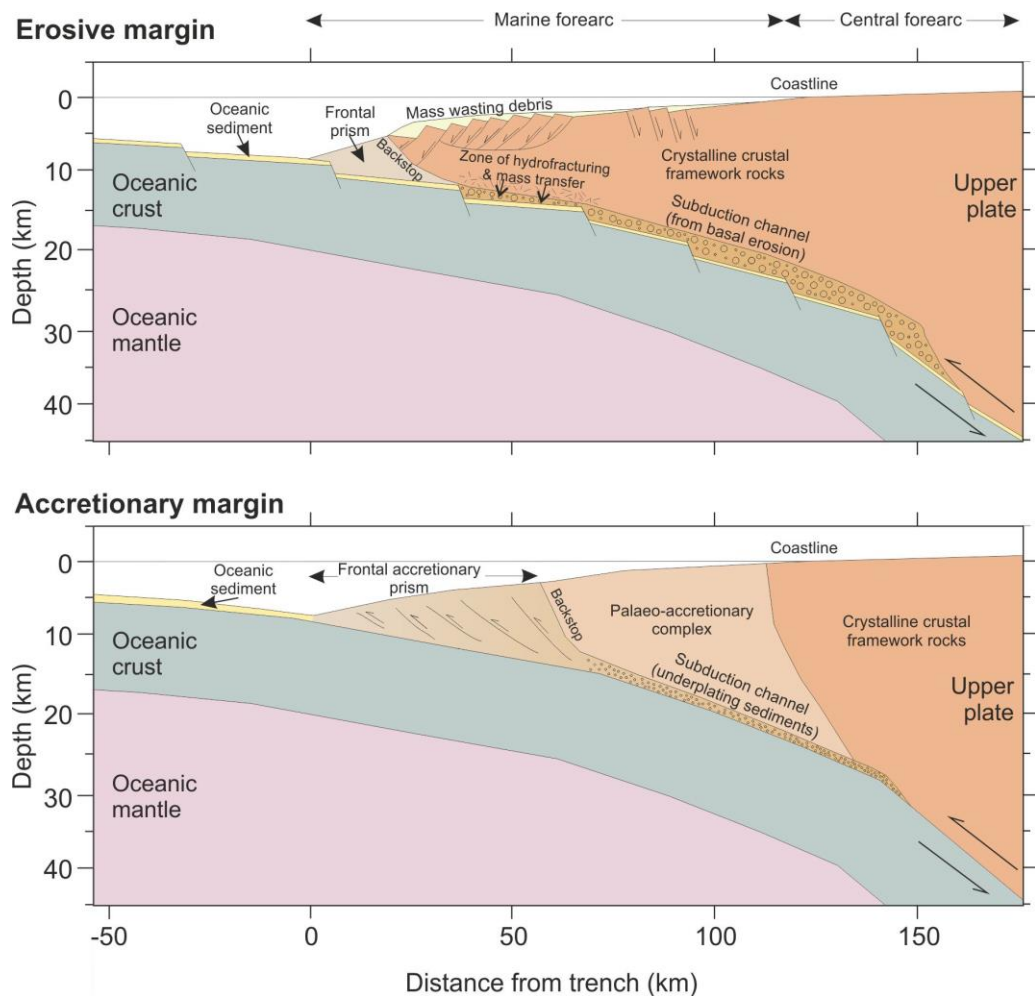 Marine forearc
Central forearc
Erosive margin
Coastline
0
Oceanic
sediment
Frontal
prism
Mass wasting debris
Backstop
Zone of hydrofracturing
& mass transfer
Crystalline crustal
framework rocks
10
Oceanic
crust
Upper
plate
Subduction channel
(from basal erosion)
20
Depth (km)
Oceanic
mantle
30
40
Accretionary margin
Coastline
0
Oceanic
sediment
Frontal accretionary
prism
Backstop
Palaeo-accretionary
complex
Crystalline crustal
framework rocks
10
Oceanic
crust
Subduction channel
(underplating sediments)
Upper
plate
20
Depth (km)
Oceanic
mantle
30
40
-50
0
50
100
150
Distance from trench (km)